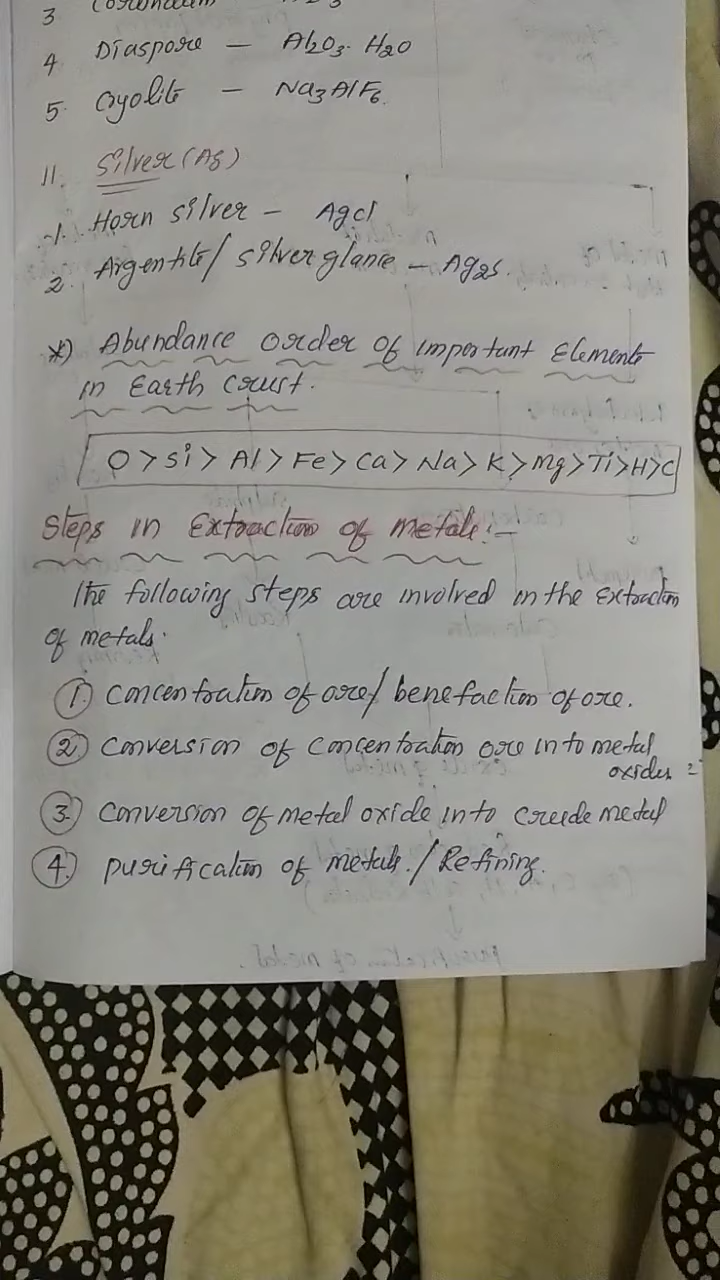 3 Corundum
4 Diaspore - Al2O3. H2O
5. Cryolite - Na3AlF6.
11. Silver (Ag)
1. Horn silver - Agcl
2. Argentite/ silver glance - Ag2s.
*) Abundance order of important Elements
in Earth crust.
O > Si > Al > Fe > Ca > Na > K > Mg > Ti > H > C
Steps in Extraction of metals:-
The following steps are involved in the Extraction
of metals.
1. concentration of ore/ benefaction of ore.
2. conversion of concentration ore into metal
oxides
3. conversion of metal oxide into crude metal
4. purification of metals. / Refining.